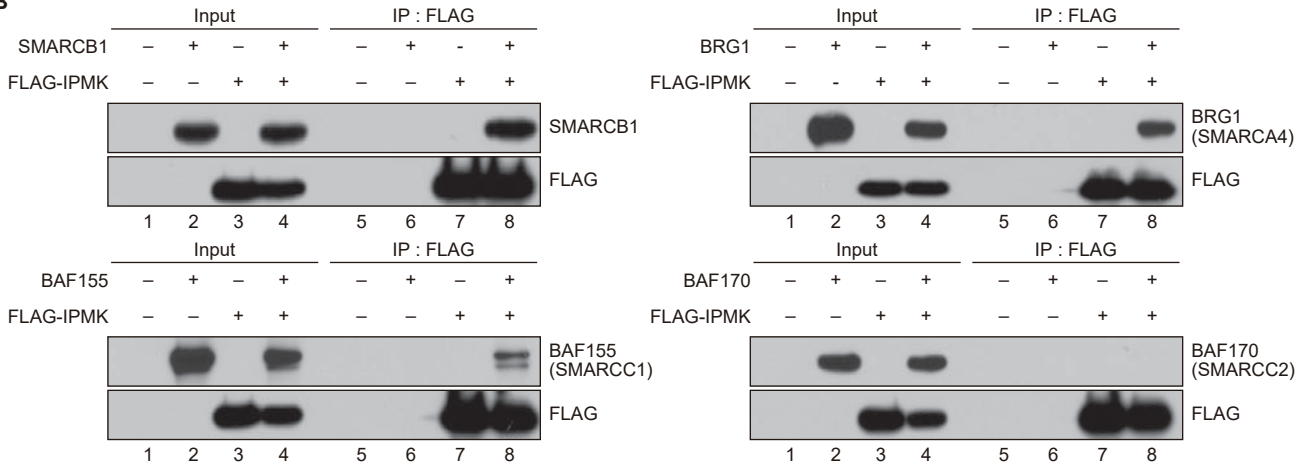 B
Input IP : FLAG
SMARCB1 – + – + – + - +
FLAG-IPMK – – + + – – + +
SMARCB1
FLAG
1 2 3 4 5 6 7 8
Input IP : FLAG
BRG1 – + – + – + – +
FLAG-IPMK – - + + – – + +
BRG1
(SMARCA4)
FLAG
1 2 3 4 5 6 7 8
Input IP : FLAG
BAF155 – + – + – + – +
FLAG-IPMK – – + + – – + +
BAF155
(SMARCC1)
FLAG
1 2 3 4 5 6 7 8
Input IP : FLAG
BAF170 – + – + – + – +
FLAG-IPMK – – + + – – + +
BAF170
(SMARCC2)
FLAG
1 2 3 4 5 6 7 8